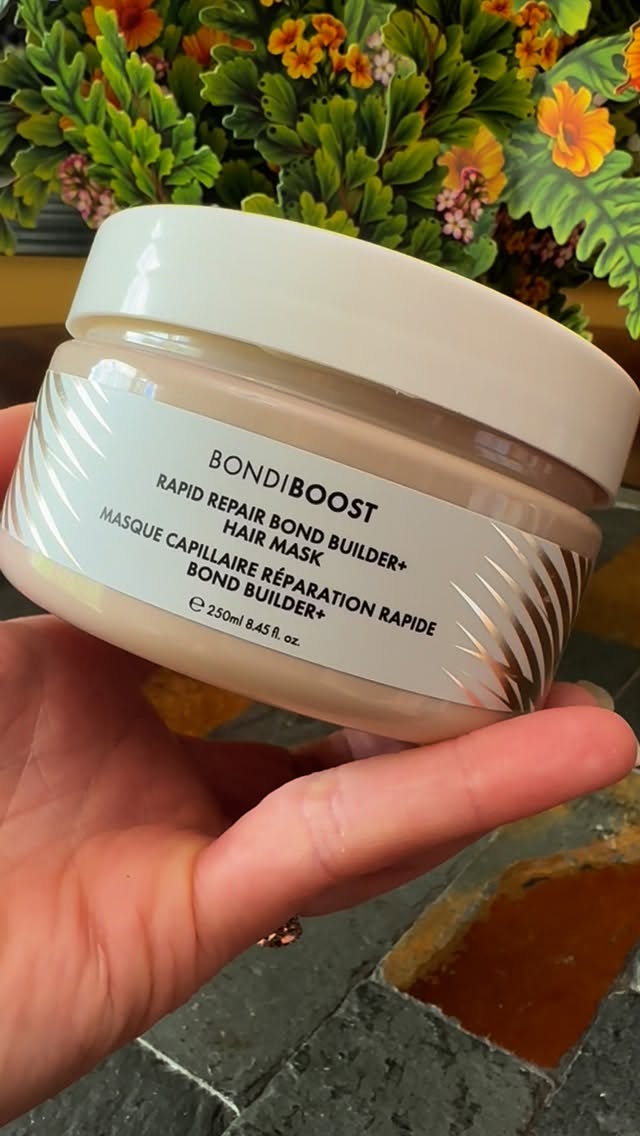 BONDIBOOST
RAPID REPAIR BOND BUILDER+
HAIR MASK
MASQUE CAPILLAIRE RÉPARATION RAPIDE
BOND BUILDER+
℮ 250ml 8.45 fl. oz.